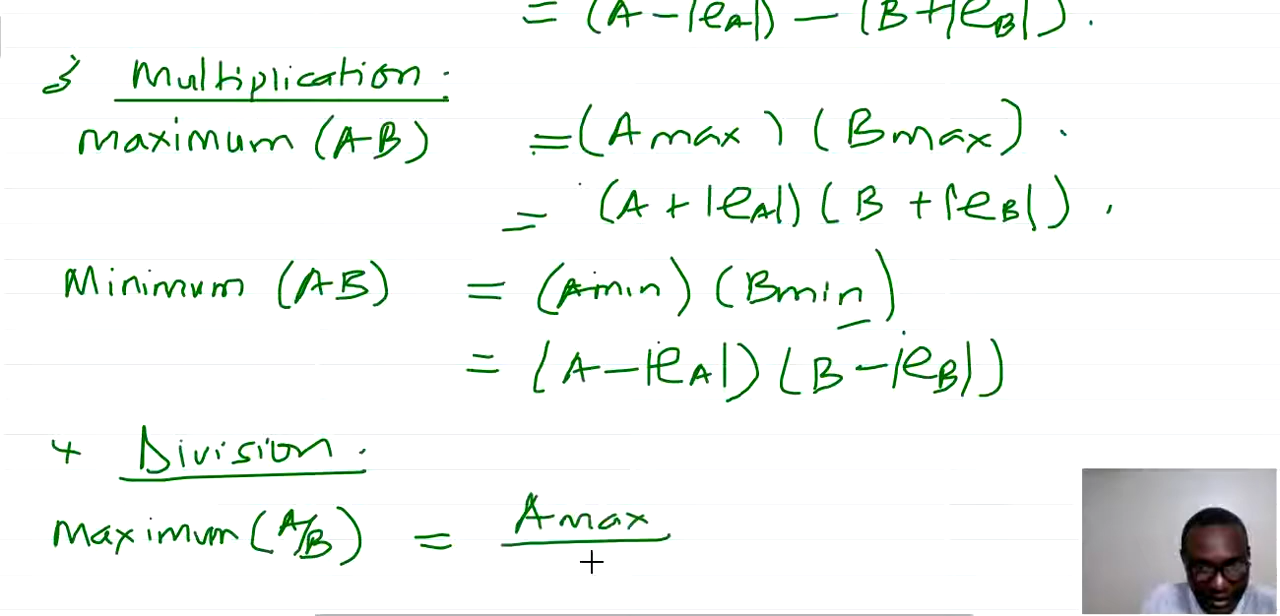 = (A - |eA|) - (B + |eB|).
3 Multiplication.
maximum (AB) = (Amax) (Bmax).
= (A + |eA|) (B + |eB|).
Minimum (AB) = (Amin) (Bmin)
= (A - |eA|) (B - |eB|)
4 Division.
Maximum (A/B) = Amax